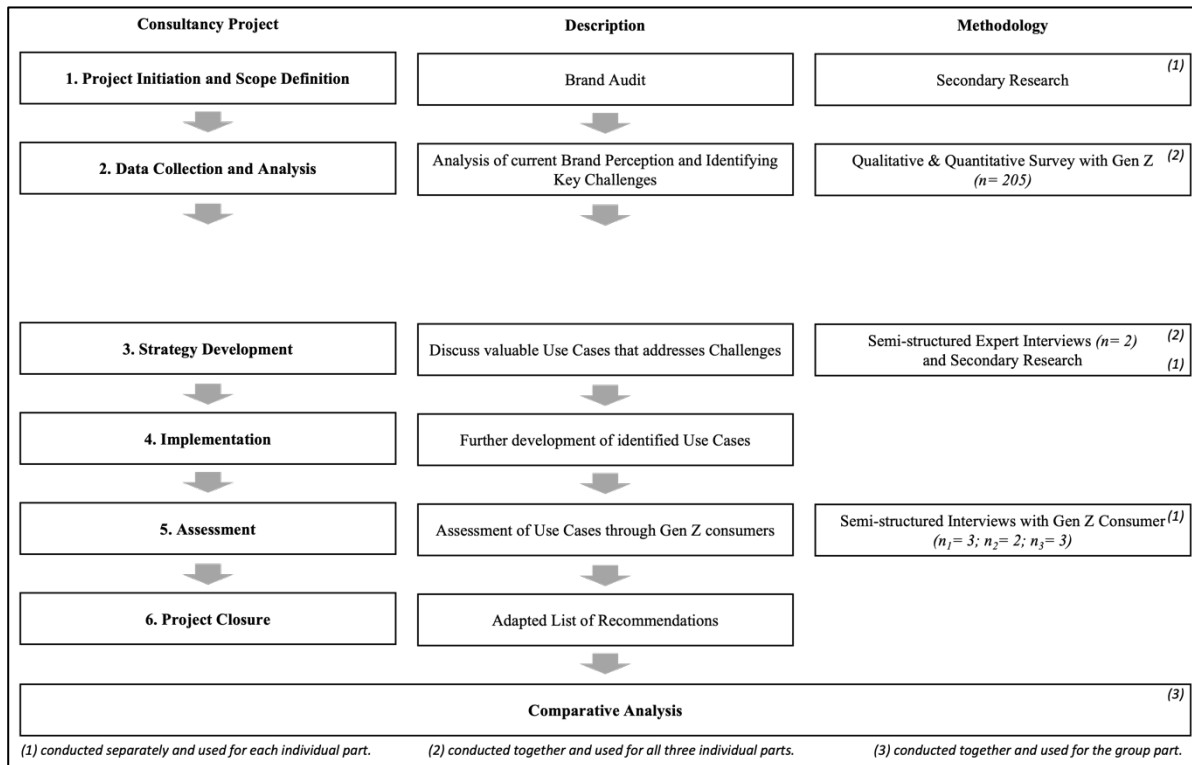 Consultancy Project
Description
Methodology
1. Project Initiation and Scope Definition
Brand Audit
Secondary Research
(1)
2. Data Collection and Analysis
Analysis of current Brand Perception and Identifying
Key Challenges
Qualitative & Quantitative Survey with Gen Z
(n= 205)
(2)
3. Strategy Development
Discuss valuable Use Cases that addresses Challenges
Semi-structured Expert Interviews (n= 2)
and Secondary Research
(2)
(1)
4. Implementation
Further development of identified Use Cases
5. Assessment
Assessment of Use Cases through Gen Z consumers
Semi-structured Interviews with Gen Z Consumer
(n₁= 3; n₂= 2; n₃= 3)
(1)
6. Project Closure
Adapted List of Recommendations
Comparative Analysis
(3)
(1) conducted separately and used for each individual part.
(2) conducted together and used for all three individual parts.
(3) conducted together and used for the group part.